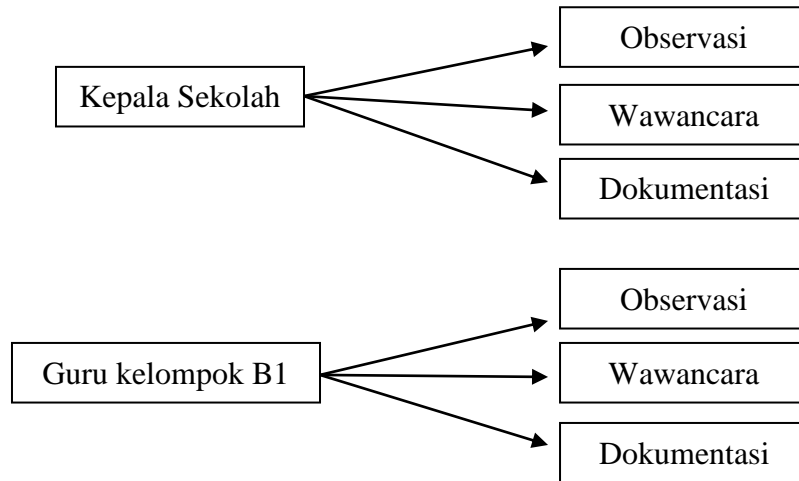 Kepala Sekolah
Observasi
Wawancara
Dokumentasi
Guru kelompok B1
Observasi
Wawancara
Dokumentasi